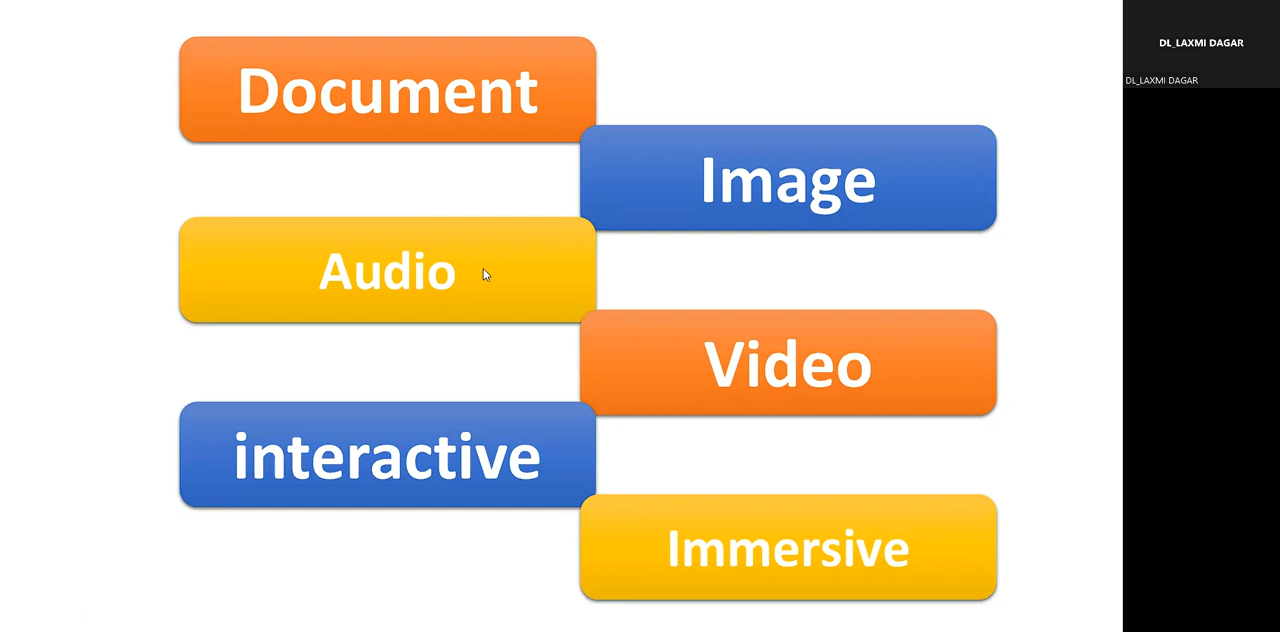 Document
Image
Audio
Video
interactive
Immersive
DL_LAXMI DAGAR
DL_LAXMI DAGAR